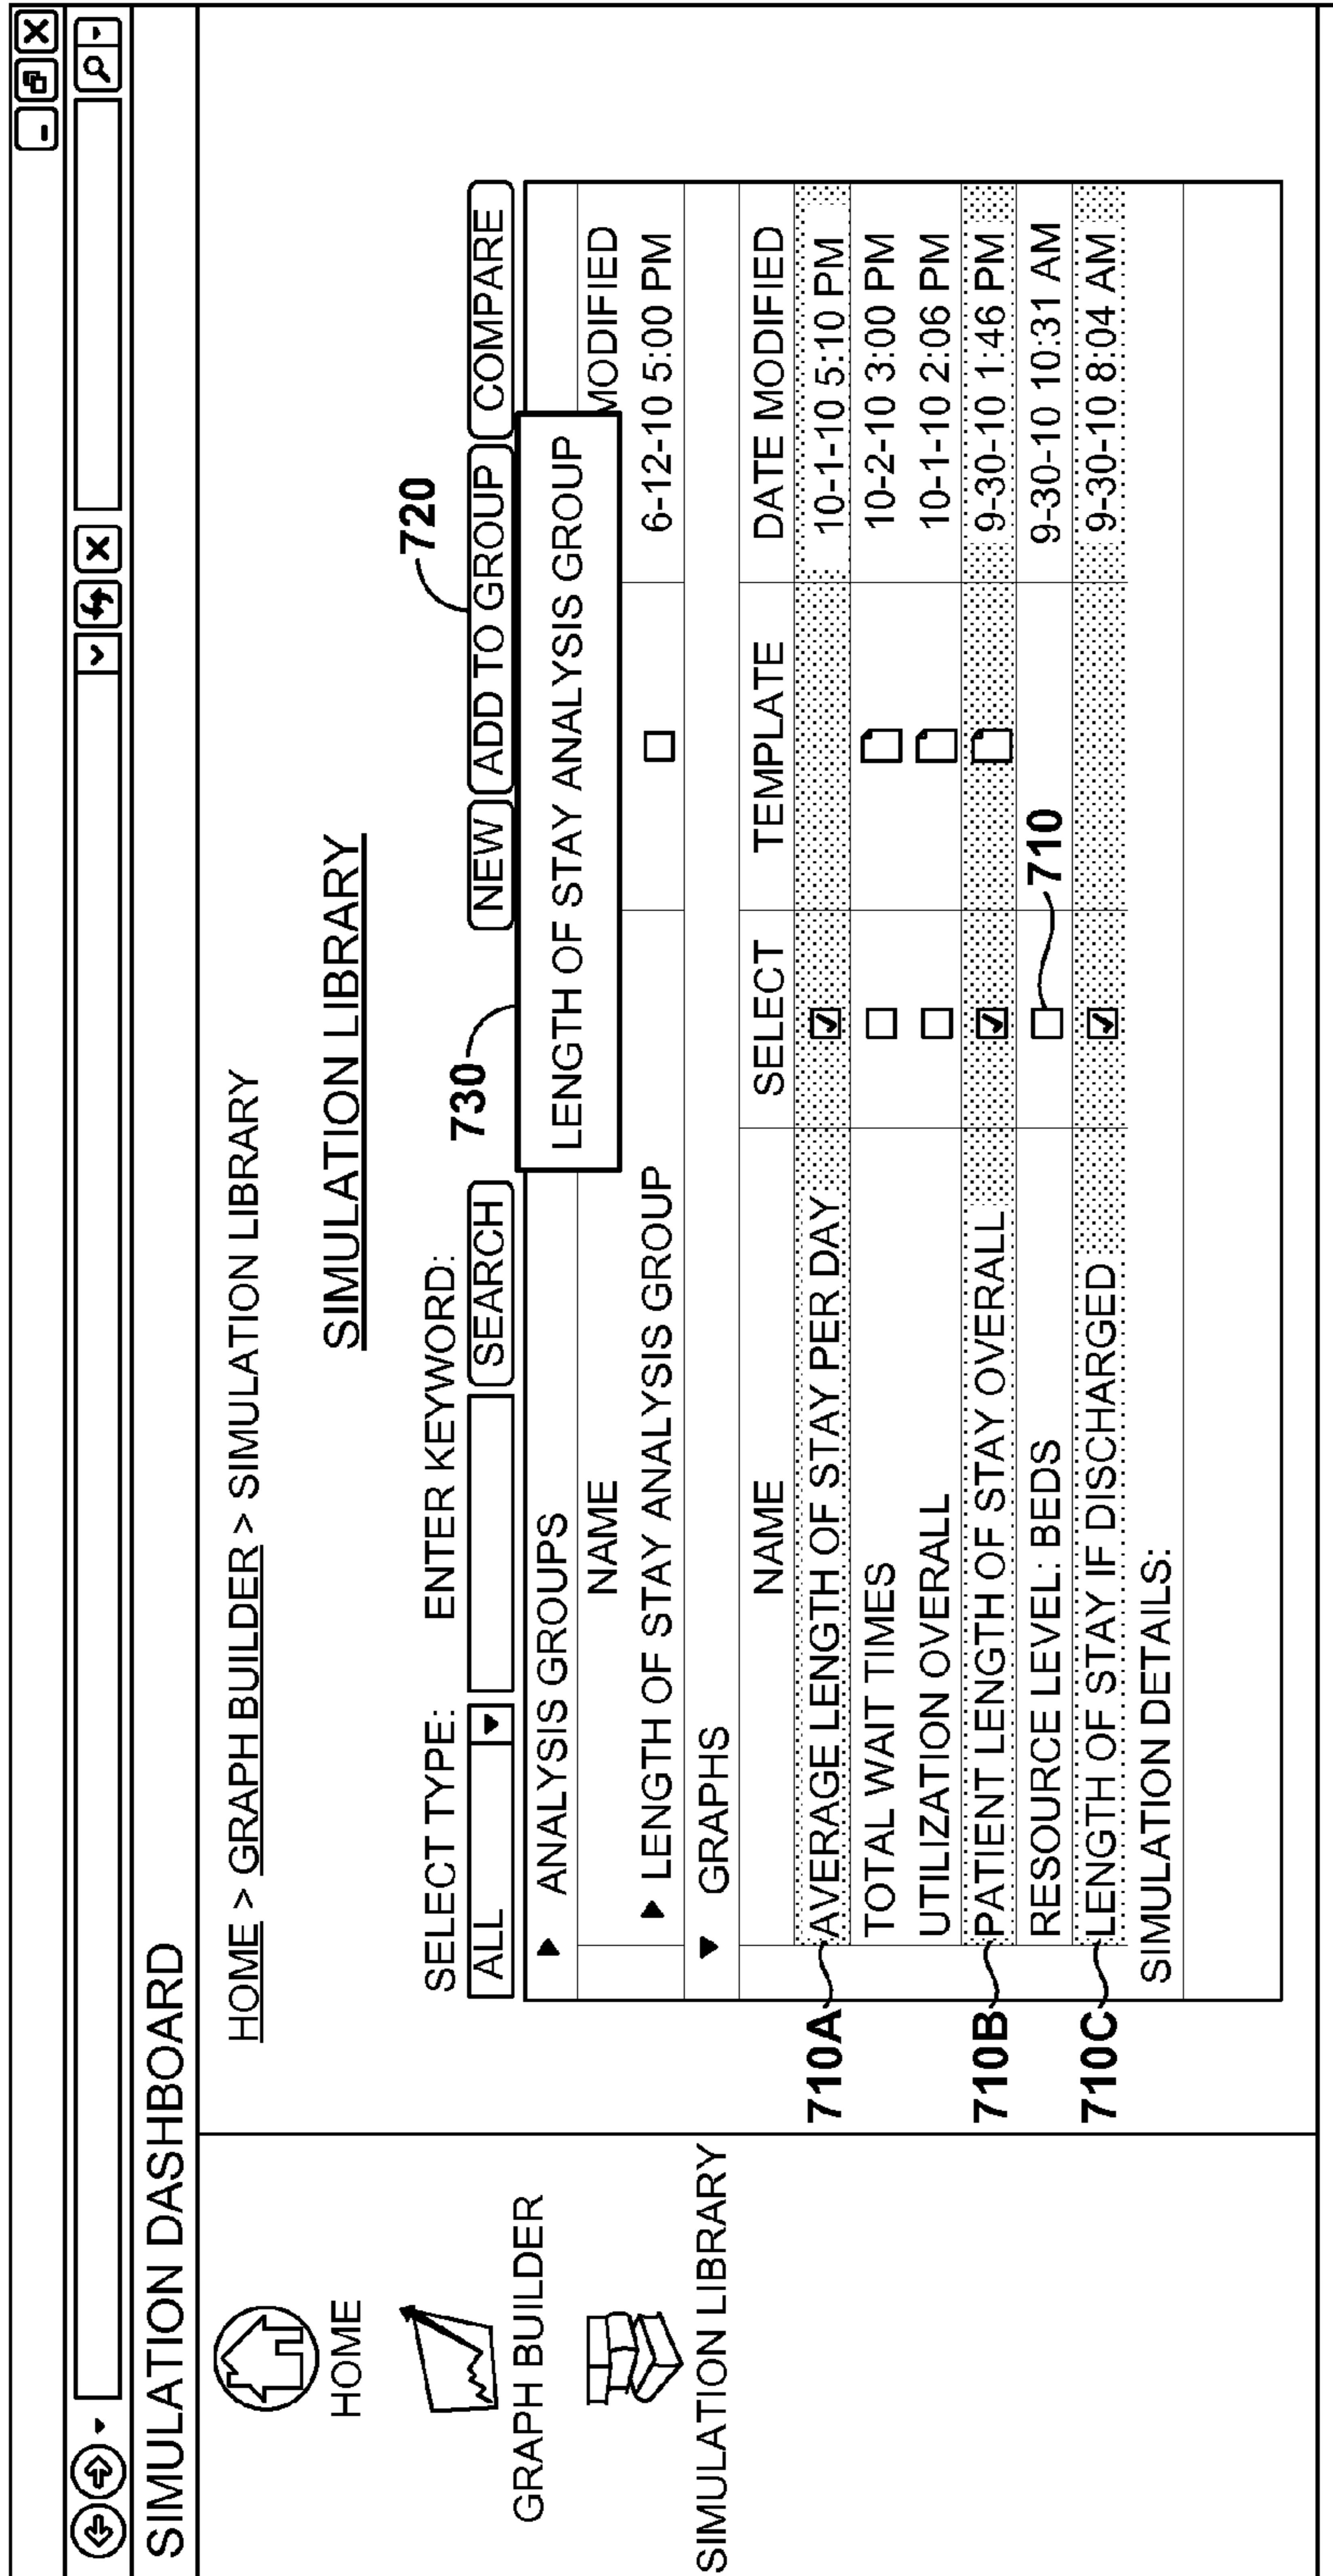 SIMULATION DASHBOARD
HOME
GRAPH BUILDER
SIMULATION LIBRARY
HOME > GRAPH BUILDER > SIMULATION LIBRARY
SIMULATION LIBRARY
SELECT TYPE: ENTER KEYWORD:
ALL SEARCH NEW ADD TO GROUP COMPARE
720
730
LENGTH OF STAY ANALYSIS GROUP
ANALYSIS GROUPS
NAME MODIFIED
LENGTH OF STAY ANALYSIS GROUP 6-12-10 5:00 PM
GRAPHS
NAME SELECT TEMPLATE DATE MODIFIED
710A AVERAGE LENGTH OF STAY PER DAY 10-1-10 5:10 PM
TOTAL WAIT TIMES 10-2-10 3:00 PM
UTILIZATION OVERALL 10-1-10 2:06 PM
710B PATIENT LENGTH OF STAY OVERALL 9-30-10 1:46 PM
RESOURCE LEVEL: BEDS 710 9-30-10 10:31 AM
710C LENGTH OF STAY IF DISCHARGED 9-30-10 8:04 AM
SIMULATION DETAILS: